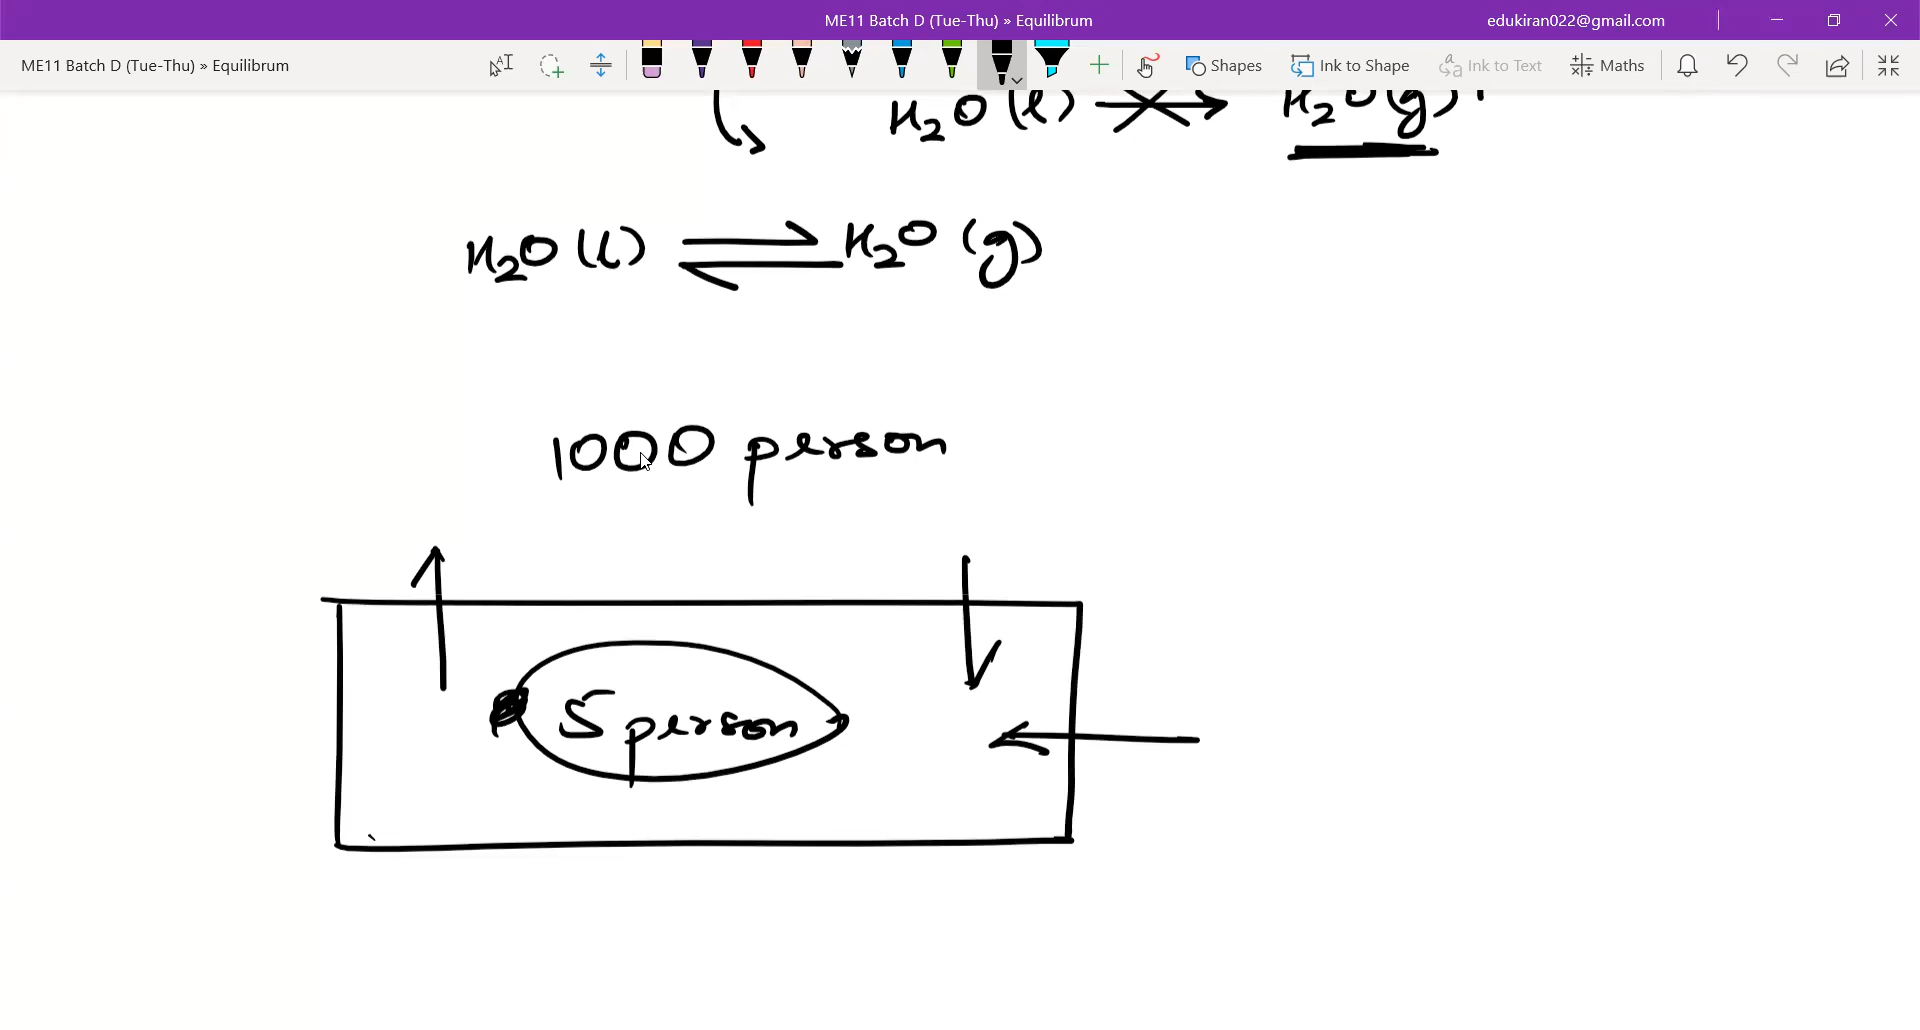 ME11 Batch D (Tue-Thu) » Equilibrum
edukiran022@gmail.com
ME11 Batch D (Tue-Thu) » Equilibrum
Shapes
Ink to Shape
Ink to Text
Maths
H₂O (l) → H₂O (g)
H₂O (l) ⇌ H₂O (g)
1000 person
5 person